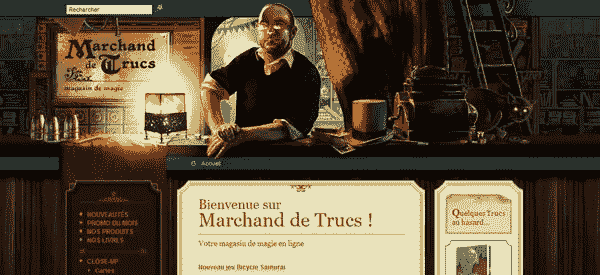 Rechercher
Marchand
de Trucs
magasin de magie
Accueil
NOUVEAUTÉS
PROMO DU MOIS
NOS PRODUITS
NOS LIVRES
CLOSE-UP
Cartes
Bienvenue sur
Marchand de Trucs !
Votre magasin de magie en ligne
Nouveau jeu Bicycle Samurai
Quelques Trucs
au hasard...